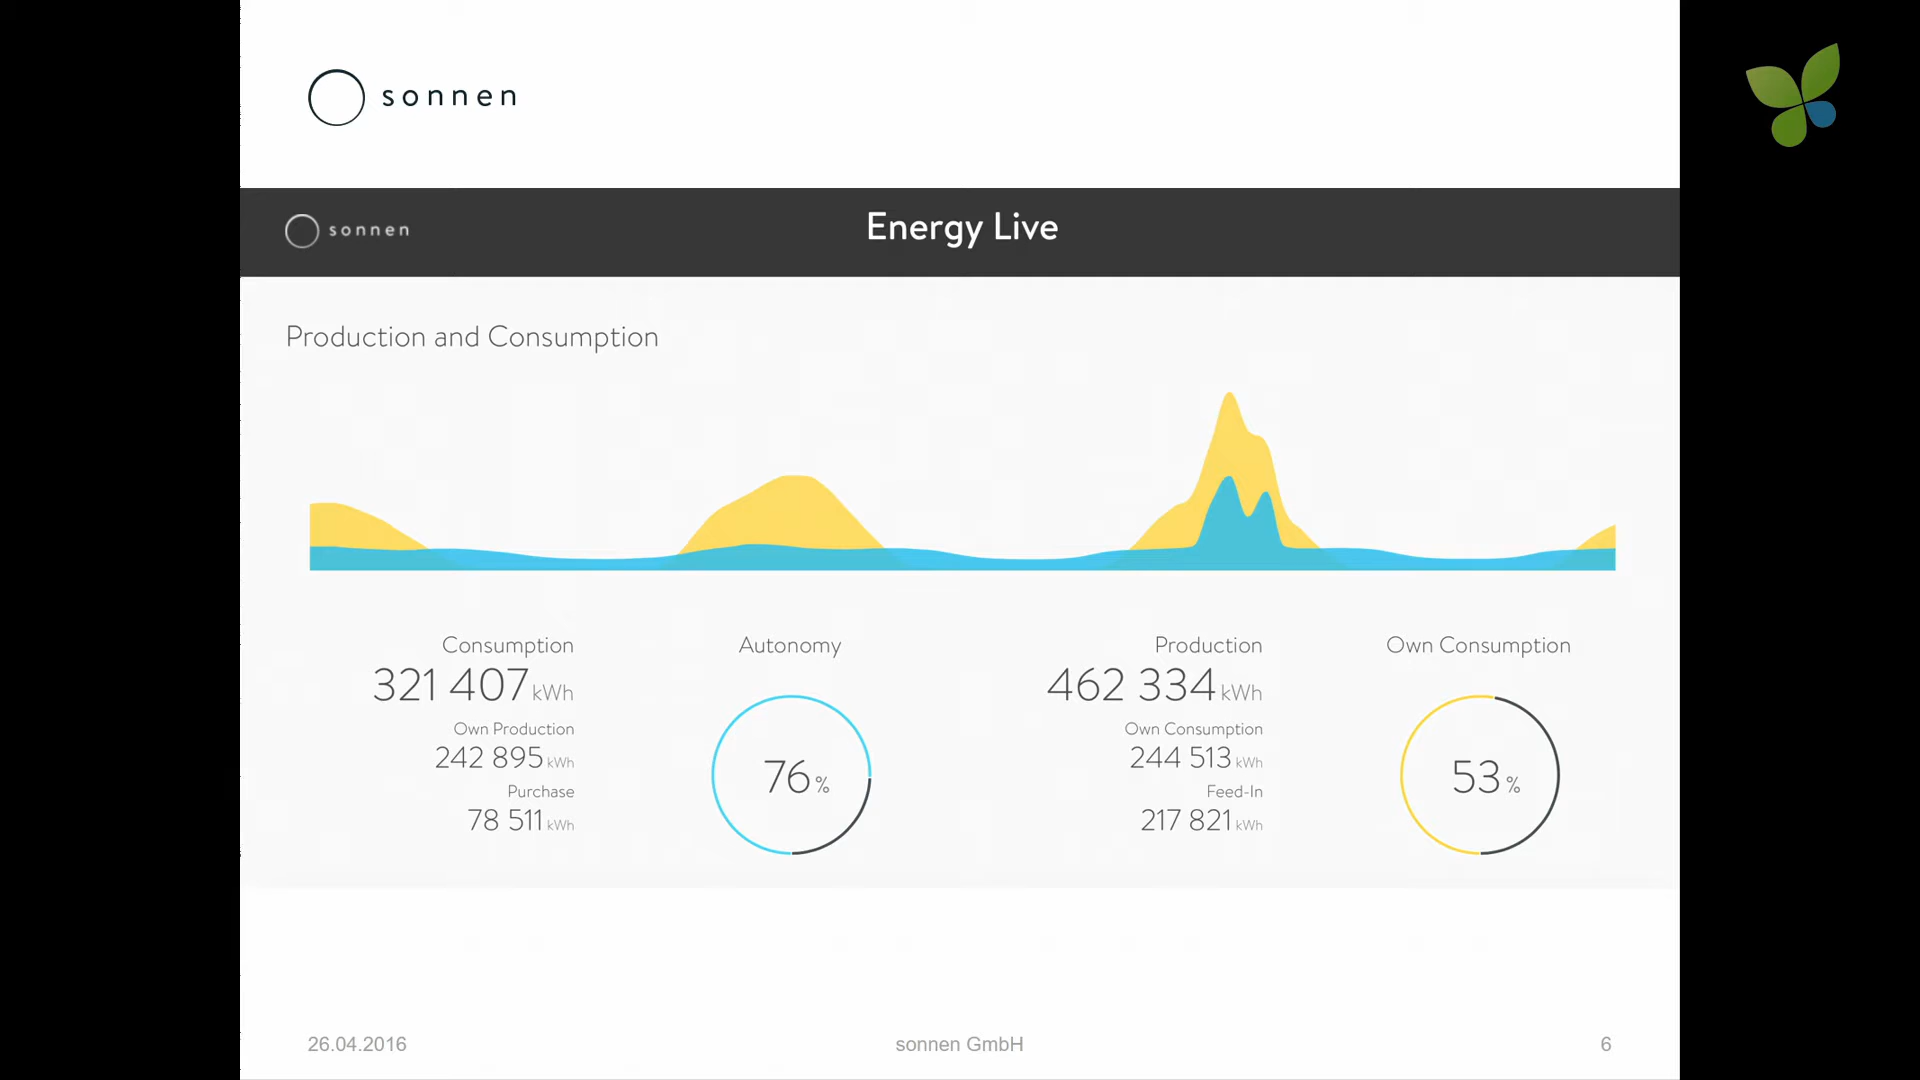 sonnen
sonnen
Energy Live
Production and Consumption
Consumption
321 407 kWh
Own Production
242 895 kWh
Purchase
78 511 kWh
Autonomy
76 %
Production
462 334 kWh
Own Consumption
244 513 kWh
Feed-In
217 821 kWh
Own Consumption
53 %
26.04.2016
sonnen GmbH
6